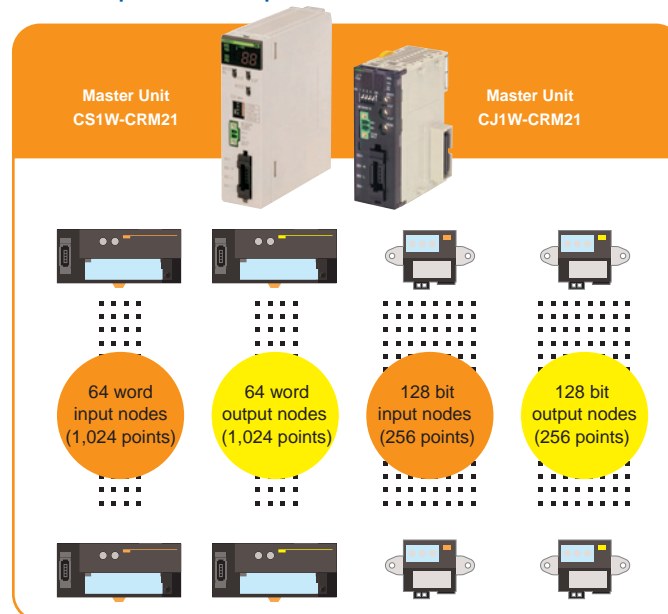 Master Unit
CS1W-CRM21
Master Unit
CJ1W-CRM21
64 word
input nodes
(1,024 points)
64 word
output nodes
(1,024 points)
128 bit
input nodes
(256 points)
128 bit
output nodes
(256 points)